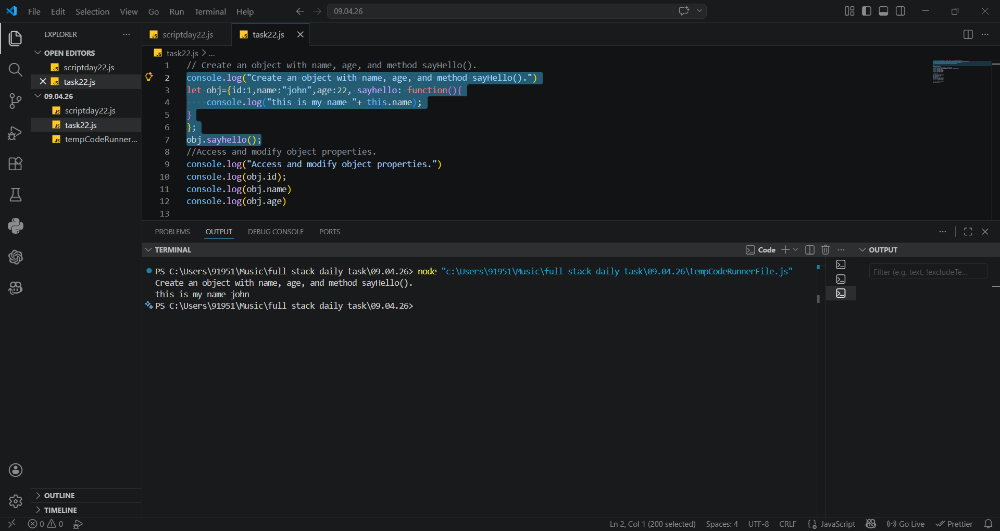 File Edit Selection View Go Run Terminal Help
09.04.26
EXPLORER
OPEN EDITORS
JS scriptday22.js
JS task22.js
09.04.26
JS scriptday22.js
JS task22.js
JS tempCodeRunner...
OUTLINE
TIMELINE
JS scriptday22.js
JS task22.js
JS task22.js > ...
1 // Create an object with name, age, and method sayHello().
2 console.log("Create an object with name, age, and method sayHello().")
3 let obj={id:1,name:"john",age:22, sayhello: function(){
4 console.log("this is my name "+ this.name);
5 }
6 };
7 obj.sayhello();
8 //Access and modify object properties.
9 console.log("Access and modify object properties.")
10 console.log(obj.id);
11 console.log(obj.name)
12 console.log(obj.age)
13
PROBLEMS OUTPUT DEBUG CONSOLE PORTS
TERMINAL
Code
OUTPUT
Filter (e.g. text, !excludeTe...
PS C:\Users\91951\Music\full stack daily task\09.04.26> node "c:\Users\91951\Music\full stack daily task\09.04.26\tempCodeRunnerFile.js"
Create an object with name, age, and method sayHello().
this is my name john
PS C:\Users\91951\Music\full stack daily task\09.04.26>
0 0
Ln 2, Col 1 (200 selected) Spaces: 4 UTF-8 CRLF {} JavaScript Go Live Prettier